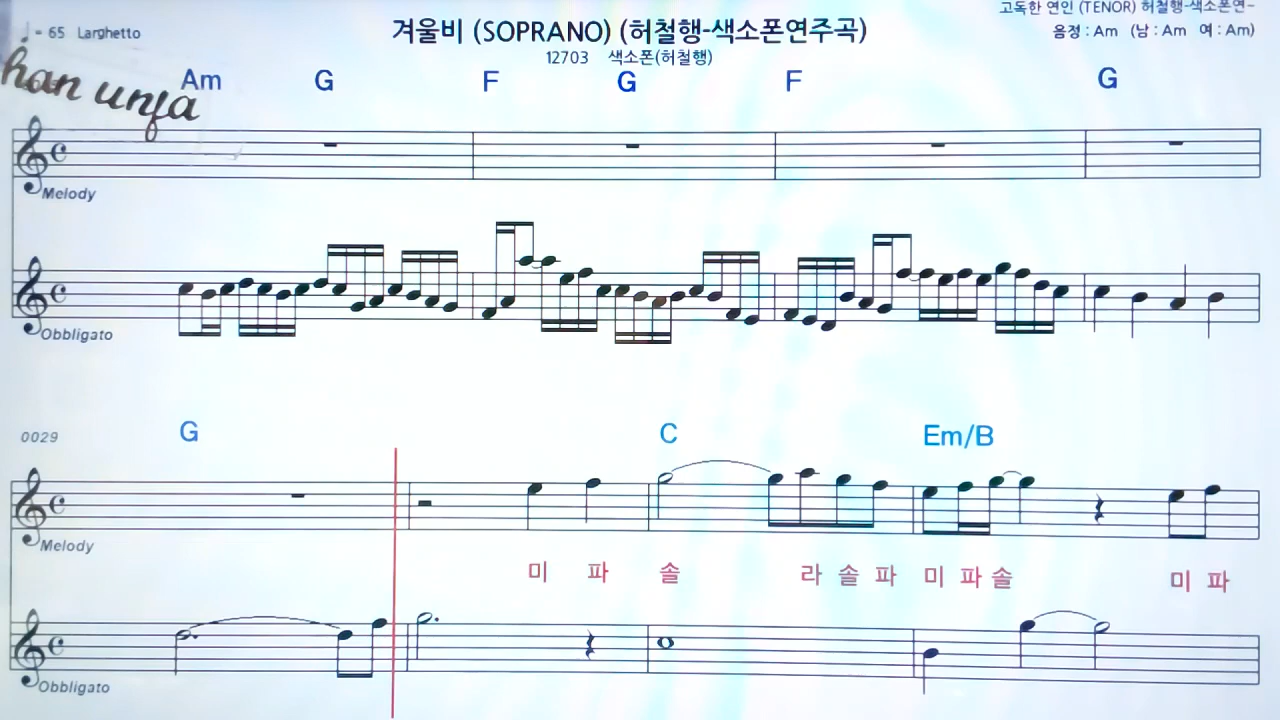 ♩= 65 Larghetto
겨울비 (SOPRANO) (허철행-색소폰연주곡)
고독한 연인 (TENOR) 허철행-색소폰연-
12703 색소폰(허철행)
음정 : Am (남 : Am 여 : Am)
han unja
Am G F G F G
Melody
Obbligato
0029 G C Em/B
Melody
미 파 솔 라 솔 파 미 파 솔 미 파
Obbligato